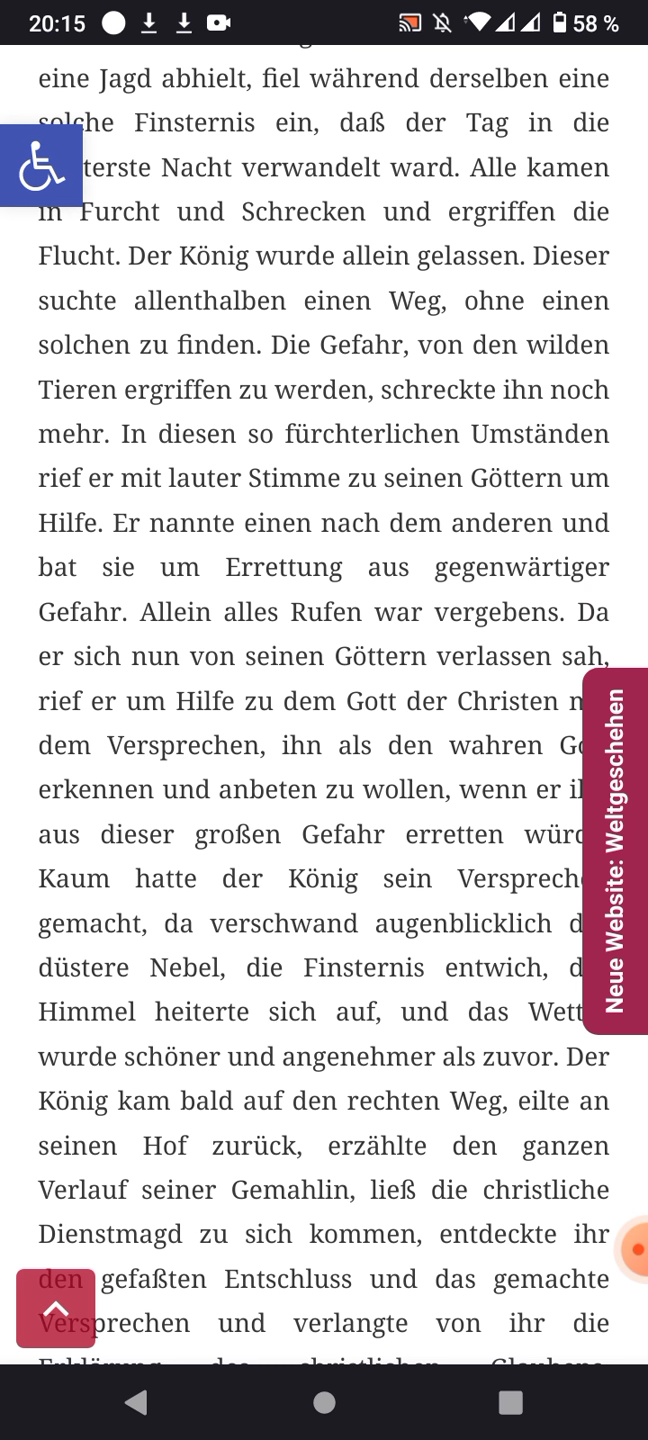 20:15
58 %
eine Jagd abhielt, fiel während derselben eine
solche Finsternis ein, daß der Tag in die
terste Nacht verwandelt ward. Alle kamen
in Furcht und Schrecken und ergriffen die
Flucht. Der König wurde allein gelassen. Dieser
suchte allenthalben einen Weg, ohne einen
solchen zu finden. Die Gefahr, von den wilden
Tieren ergriffen zu werden, schreckte ihn noch
mehr. In diesen so fürchterlichen Umständen
rief er mit lauter Stimme zu seinen Göttern um
Hilfe. Er nannte einen nach dem anderen und
bat sie um Errettung aus gegenwärtiger
Gefahr. Allein alles Rufen war vergebens. Da
er sich nun von seinen Göttern verlassen sah,
rief er um Hilfe zu dem Gott der Christen
dem Versprechen, ihn als den wahren
erkennen und anbeten zu wollen, wenn er
aus dieser großen Gefahr erretten
Kaum hatte der König sein
gemacht, da verschwand augenblicklich
düstere Nebel, die Finsternis entwich,
Himmel heiterte sich auf, und das
wurde schöner und angenehmer als zuvor. Der
König kam bald auf den rechten Weg, eilte an
seinen Hof zurück, erzählte den ganzen
Verlauf seiner Gemahlin, ließ die christliche
Dienstmagd zu sich kommen, entdeckte ihr
den gefaßten Entschluss und das gemachte
Versprechen und verlangte von ihr die
Neue Website: Weltgeschehen